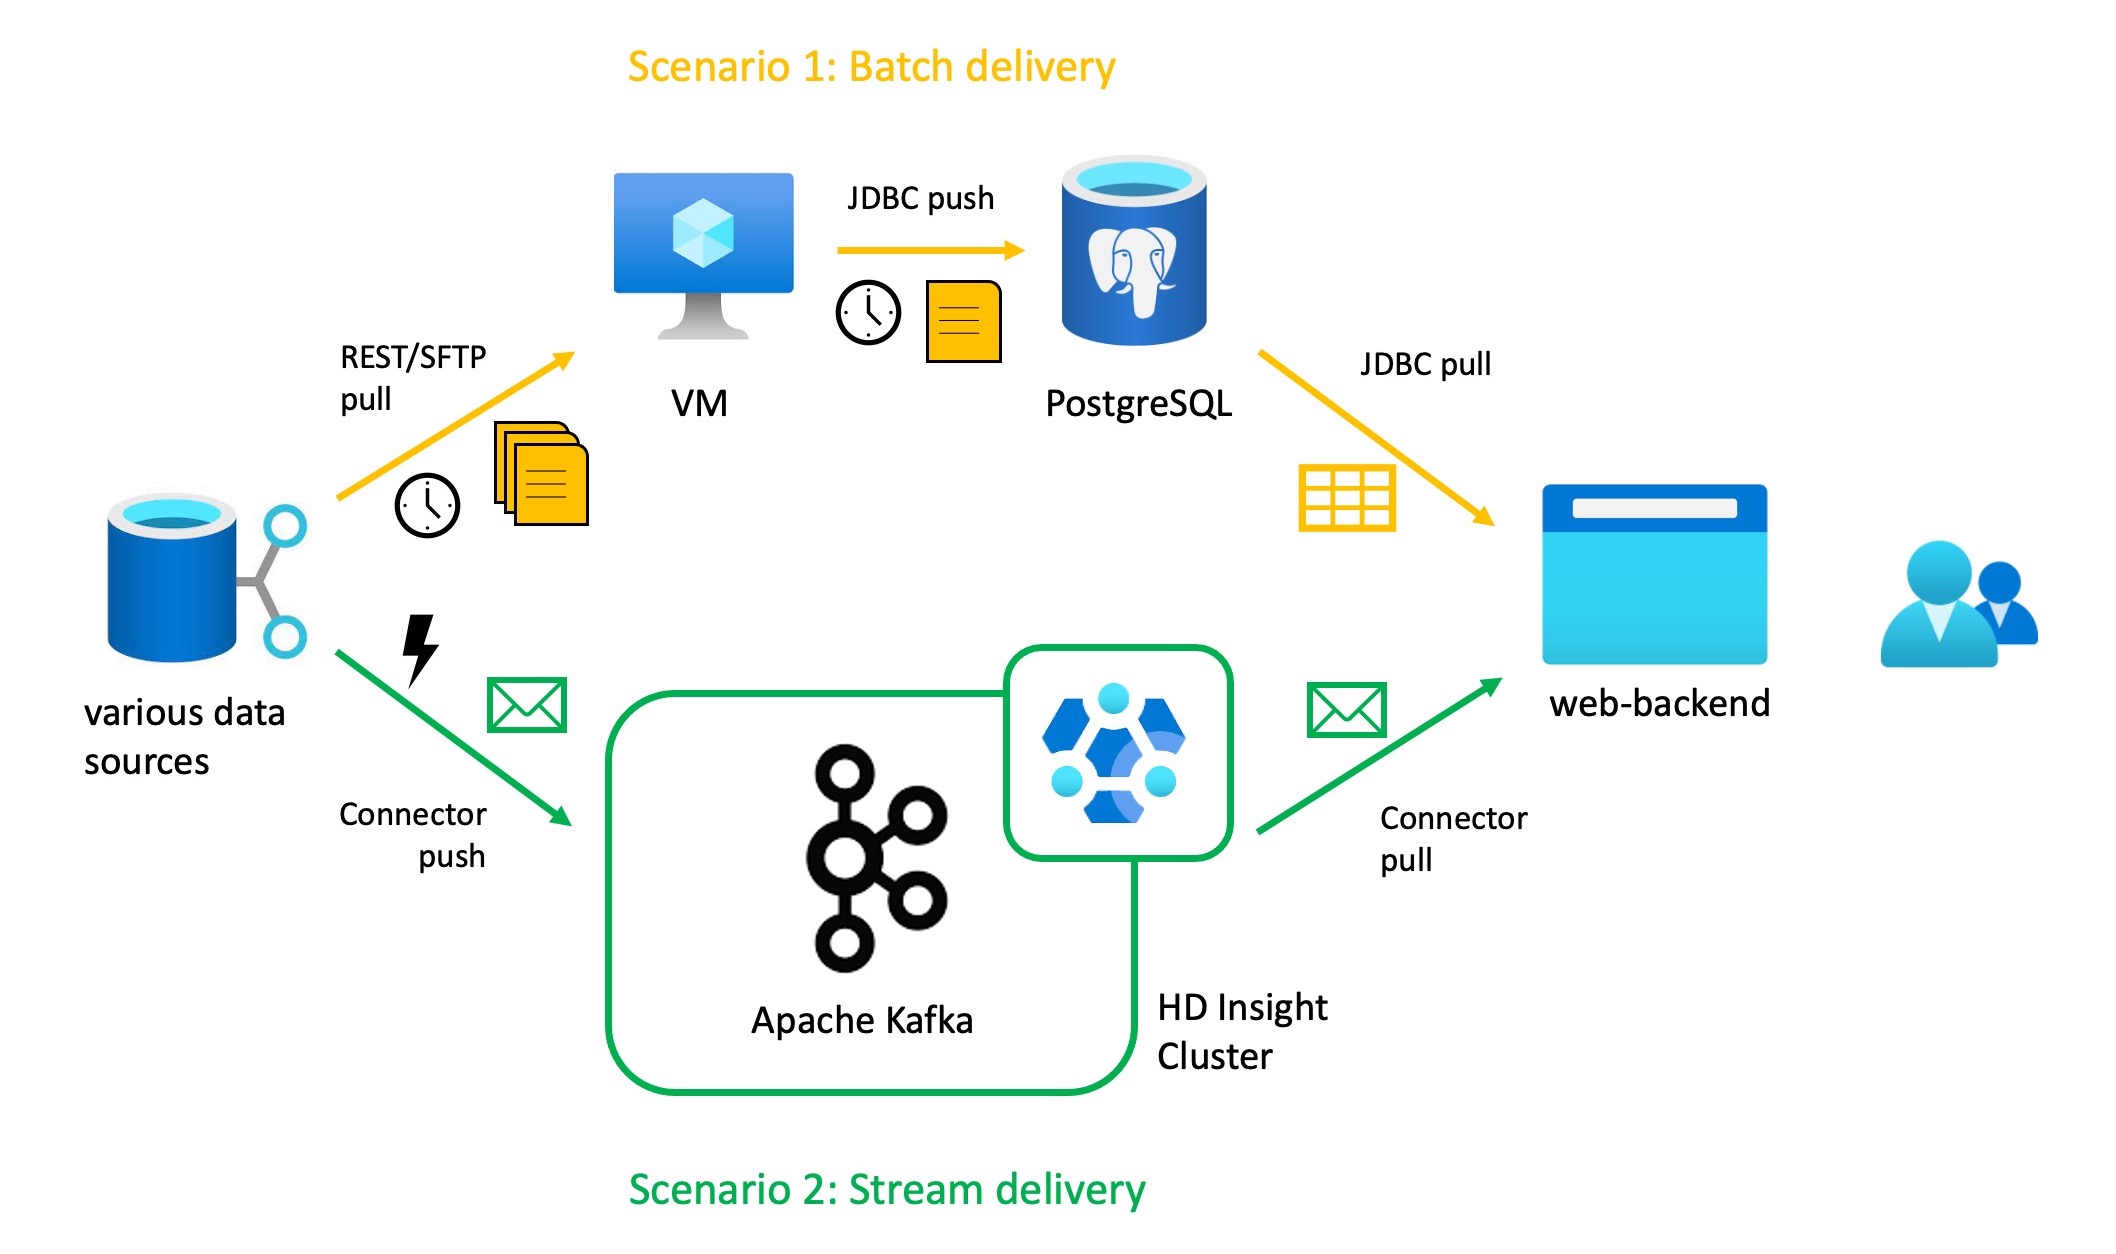 Scenario 1: Batch delivery
JDBC push
REST/SFTP
pull
VM
PostgreSQL
JDBC pull
various data
sources
web-backend
Connector
push
Connector
pull
Apache Kafka
HD Insight
Cluster
Scenario 2: Stream delivery